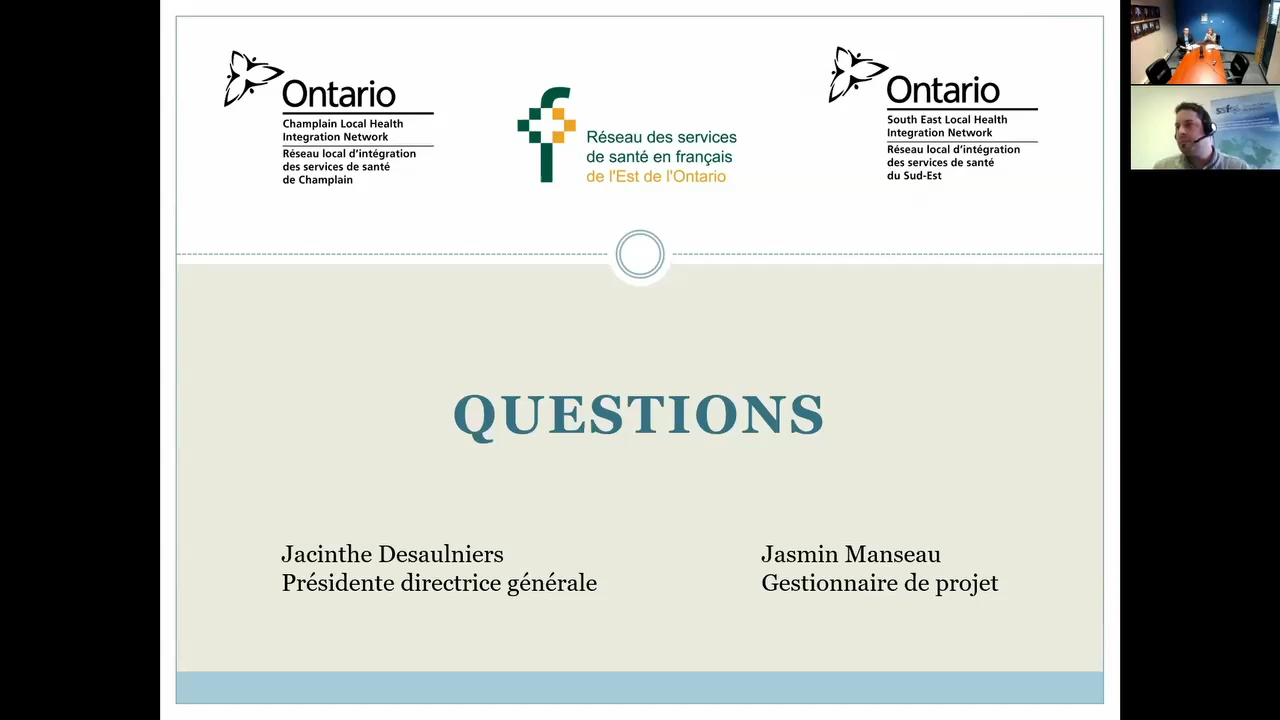 Ontario
Champlain Local Health
Integration Network
Réseau local d'intégration
des services de santé
de Champlain
Réseau des services
de santé en français
de l'Est de l'Ontario
Ontario
South East Local Health
Integration Network
Réseau local d'intégration
des services de santé
du Sud-Est
QUESTIONS
Jacinthe Desaulniers
Présidente directrice générale
Jasmin Manseau
Gestionnaire de projet